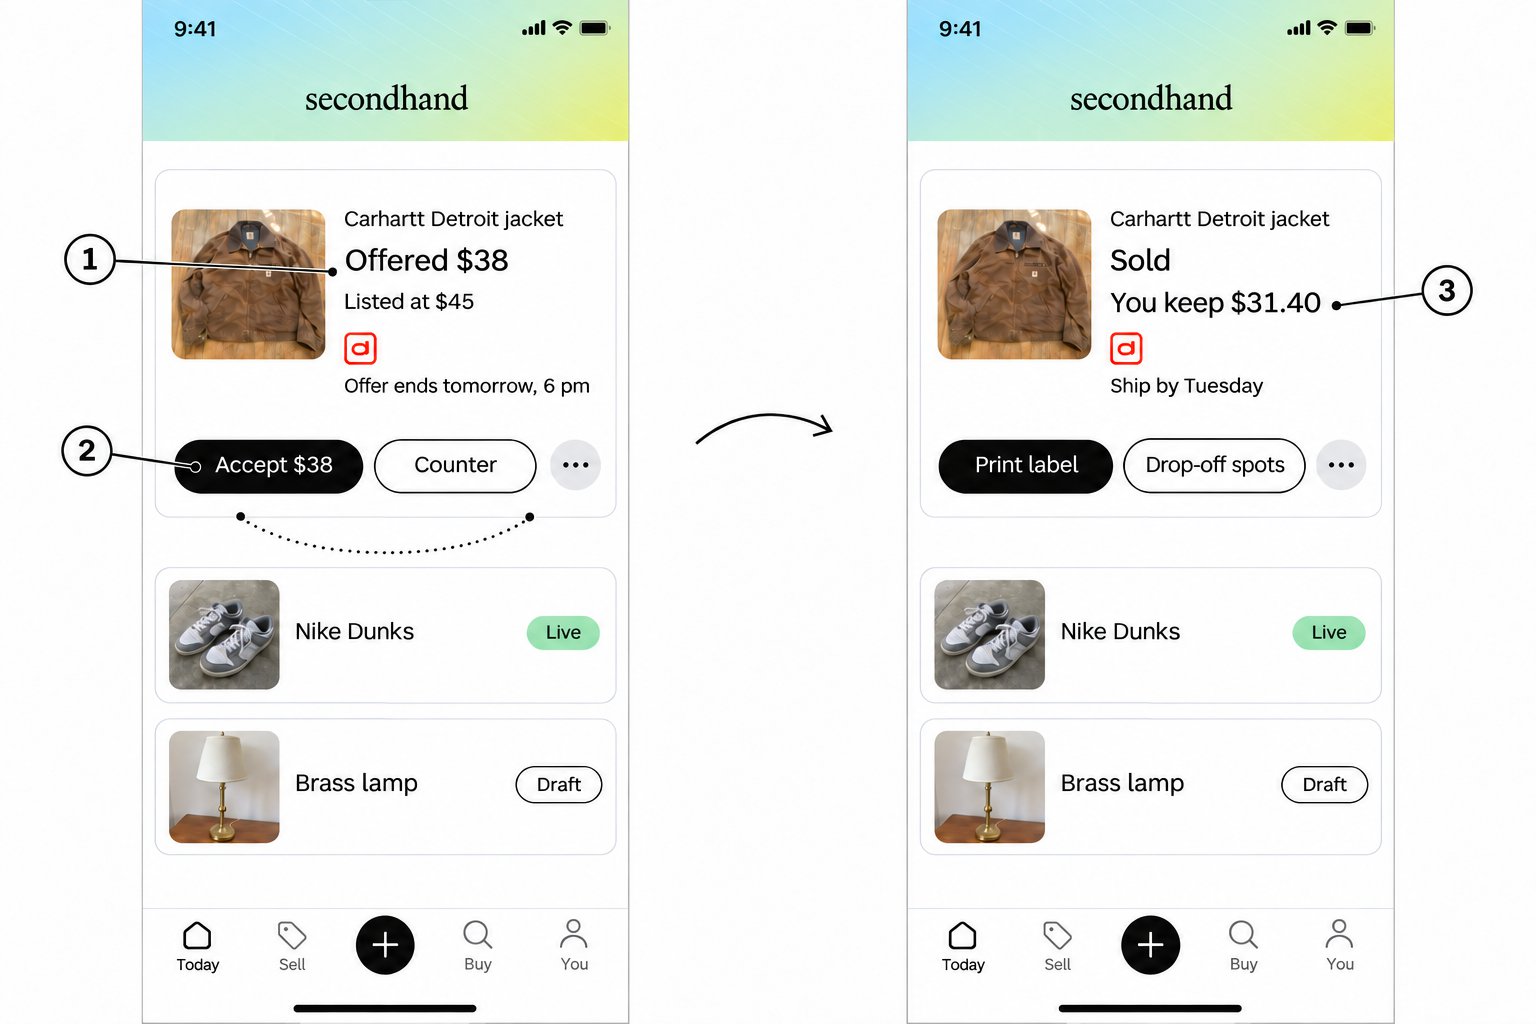 9:41
secondhand
1
Carhartt Detroit jacket
Offered $38
Listed at $45
d
Offer ends tomorrow, 6 pm
2
Accept $38
Counter
Nike Dunks
Live
Brass lamp
Draft
Today
Sell
Buy
You
9:41
secondhand
Carhartt Detroit jacket
Sold
You keep $31.40
3
d
Ship by Tuesday
Print label
Drop-off spots
Nike Dunks
Live
Brass lamp
Draft
Today
Sell
Buy
You